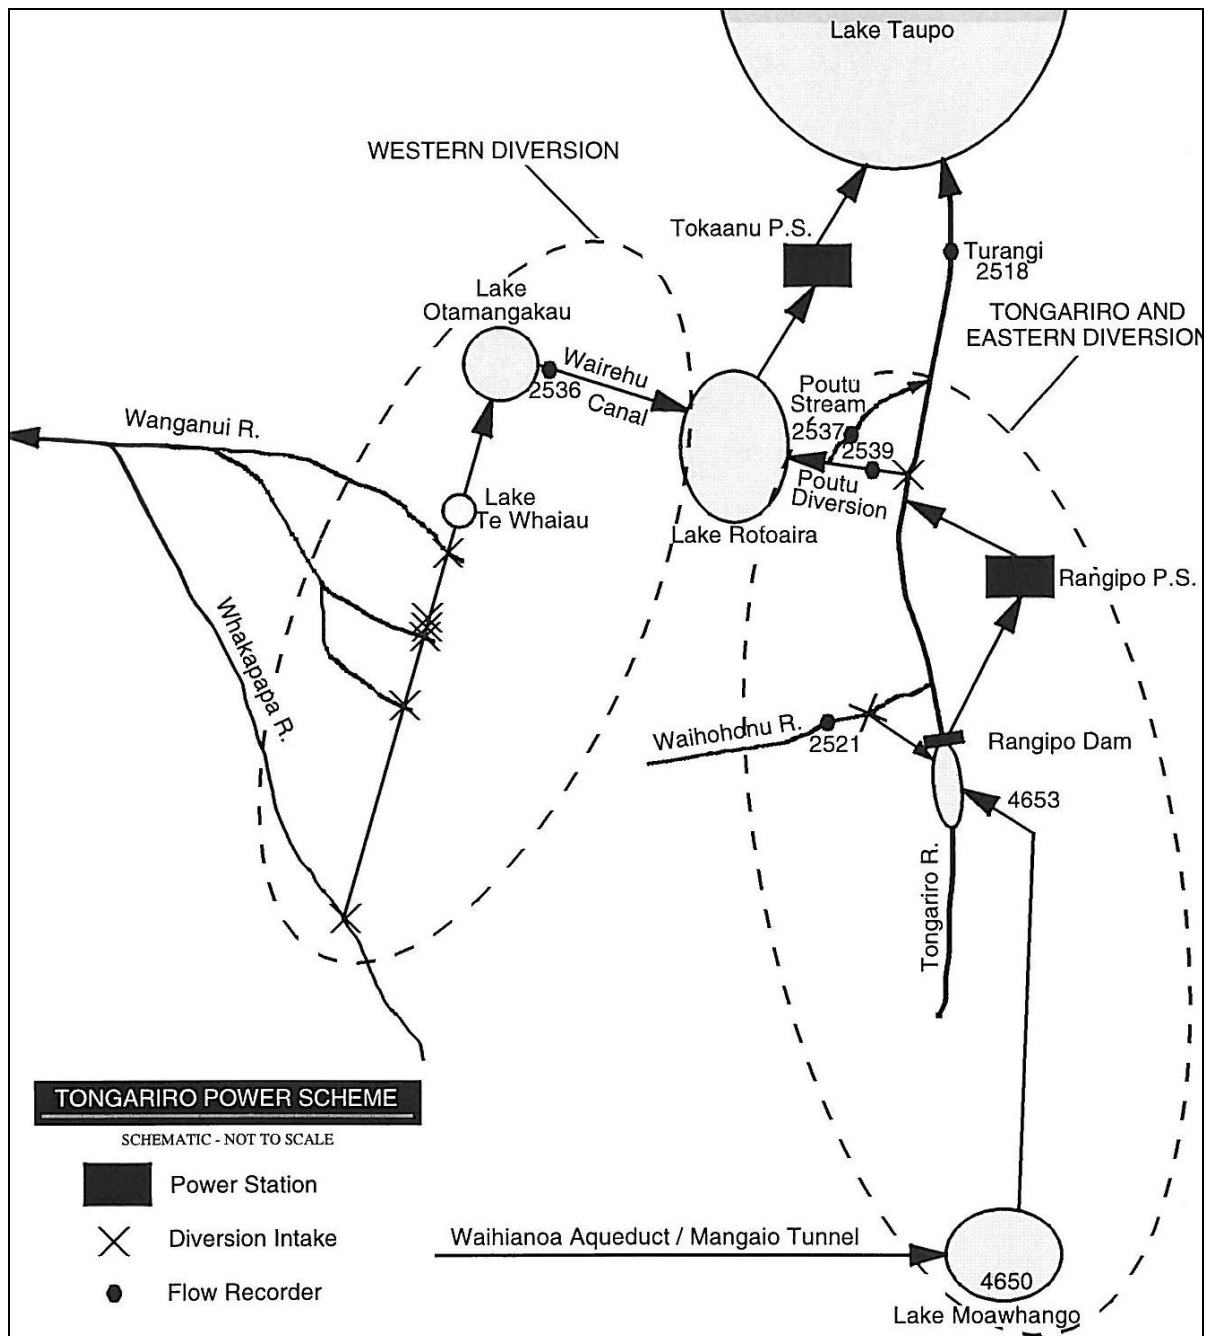 Lake Taupo
WESTERN DIVERSION
Tokaanu P.S.
Turangi
2518
Lake
Otamangakau
TONGARIRO AND
EASTERN DIVERSION
Wairehu
Canal
2536
Poutu
Stream
2537
2539
Poutu
Diversion
Wanganui R.
Lake
Te Whaiau
Lake Rotoaira
Rangipo P.S.
Whakapapa R.
Waihohonu R.
2521
Rangipo Dam
4653
Tongariro R.
TONGARIRO POWER SCHEME
SCHEMATIC - NOT TO SCALE
Power Station
Diversion Intake
Flow Recorder
Waihianoa Aqueduct / Mangaio Tunnel
4650
Lake Moawhango